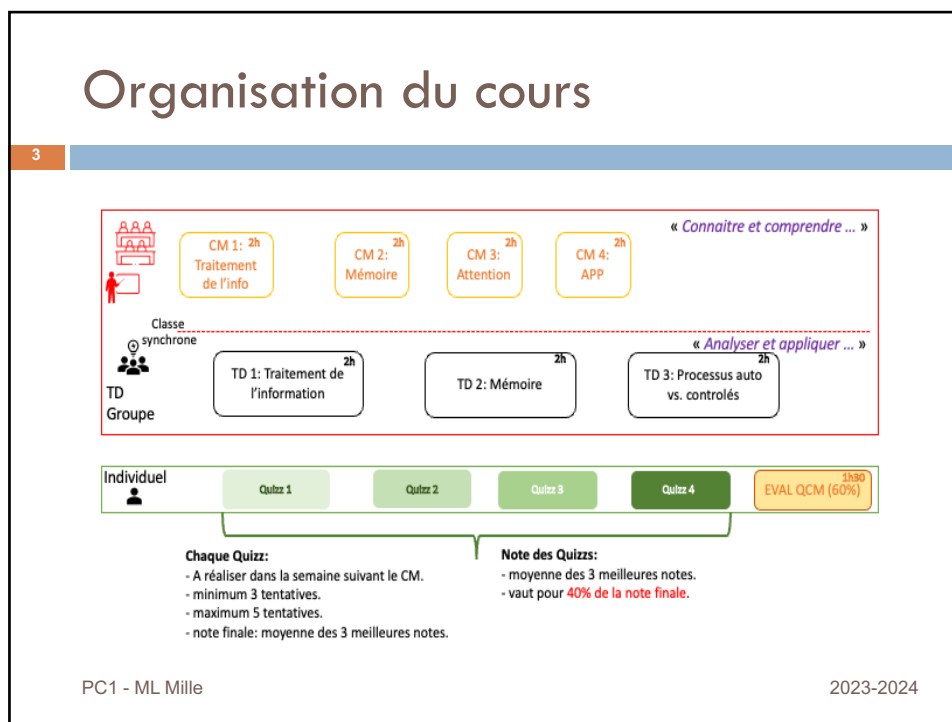 Organisation du cours
3
« Connaitre et comprendre ... »
CM 1: 2h
Traitement
de l'info
2h
CM 2:
Mémoire
2h
CM 3:
Attention
2h
CM 4:
APP
Classe
synchrone
« Analyser et appliquer ... »
TD
Groupe
2h
TD 1: Traitement de
l'information
2h
TD 2: Mémoire
2h
TD 3: Processus auto
vs. controlés
Individuel
Quizz 1
Quizz 2
Quizz 3
Quizz 4
1h30
EVAL QCM (60%)
Chaque Quizz:
- A réaliser dans la semaine suivant le CM.
- minimum 3 tentatives.
- maximum 5 tentatives.
- note finale: moyenne des 3 meilleures notes.
Note des Quizzs:
- moyenne des 3 meilleures notes.
- vaut pour 40% de la note finale.
PC1 - ML Mille
2023-2024